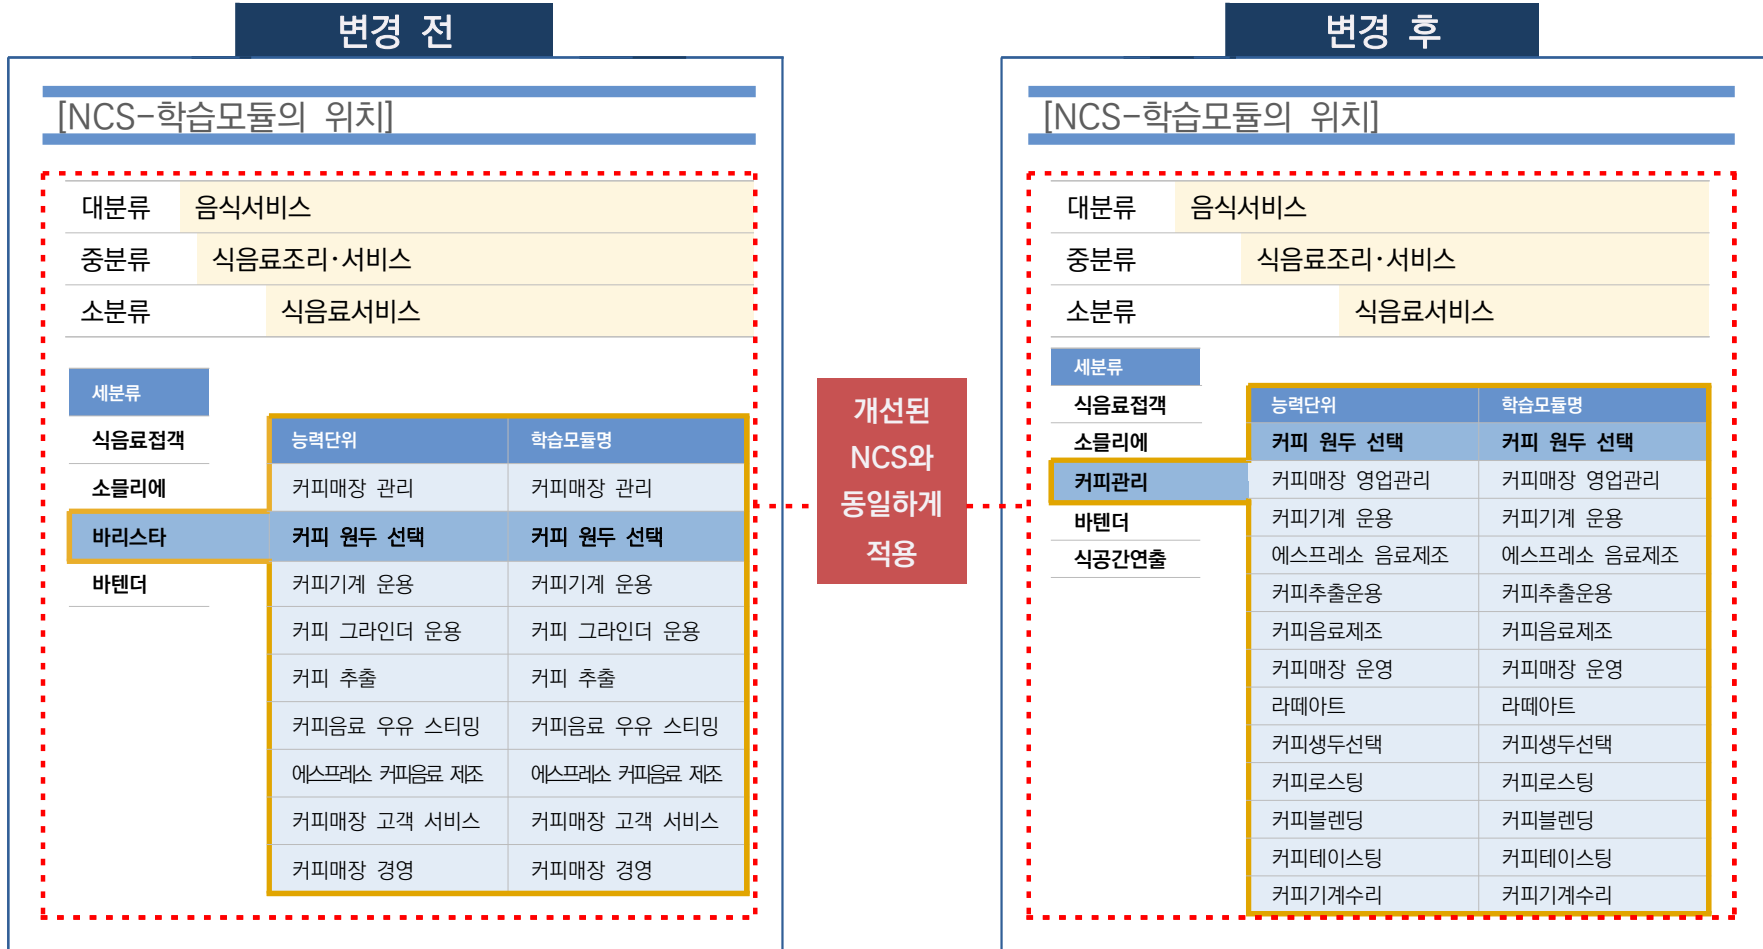 변경 전
[NCS-학습모듈의 위치]
대분류 음식서비스
중분류 식음료조리·서비스
소분류 식음료서비스
세분류
식음료접객
소믈리에
바리스타
바텐더
능력단위 학습모듈명
커피매장 관리 커피매장 관리
커피 원두 선택 커피 원두 선택
커피기계 운용 커피기계 운용
커피 그라인더 운용 커피 그라인더 운용
커피 추출 커피 추출
커피음료 우유 스티밍 커피음료 우유 스티밍
에스프레소 커피음료 제조 에스프레소 커피음료 제조
커피매장 고객 서비스 커피매장 고객 서비스
커피매장 경영 커피매장 경영
개선된
NCS와
동일하게
적용
변경 후
[NCS-학습모듈의 위치]
대분류 음식서비스
중분류 식음료조리·서비스
소분류 식음료서비스
세분류
식음료접객
소믈리에
커피관리
바텐더
식공간연출
능력단위 학습모듈명
커피 원두 선택 커피 원두 선택
커피매장 영업관리 커피매장 영업관리
커피기계 운용 커피기계 운용
에스프레소 음료제조 에스프레소 음료제조
커피추출운용 커피추출운용
커피음료제조 커피음료제조
커피매장 운영 커피매장 운영
라떼아트 라떼아트
커피생두선택 커피생두선택
커피로스팅 커피로스팅
커피블렌딩 커피블렌딩
커피테이스팅 커피테이스팅
커피기계수리 커피기계수리